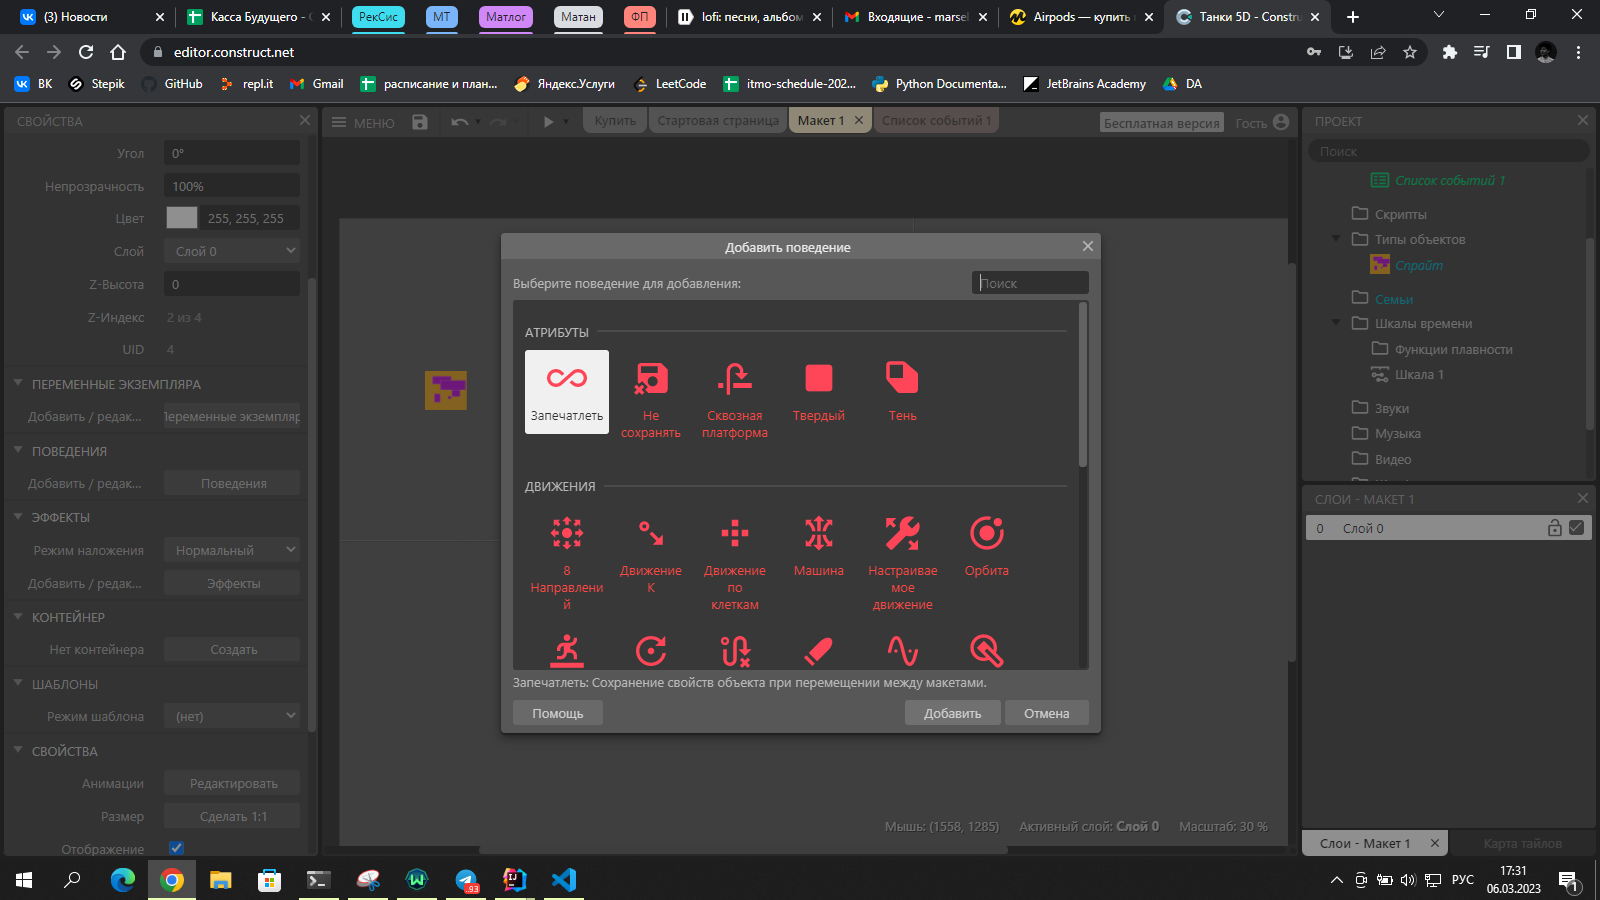 (3) Новости
Касса Будущего - С
РекСис
МТ
Матлог
Матан
ФП
lofi: песни, альбом
Входящие - marsel
Airpods — купить
Танки 5D - Constru
editor.construct.net
ВК
Stepik
GitHub
repl.it
Gmail
расписание и план...
Яндекс.Услуги
LeetCode
itmo-schedule-202...
Python Documenta...
JetBrains Academy
DA
СВОЙСТВА
МЕНЮ
Купить
Стартовая страница
Макет 1
Список событий 1
Бесплатная версия
Гость
ПРОЕКТ
Поиск
Угол
0°
Непрозрачность
100%
Цвет
255, 255, 255
Слой
Слой 0
Z-Высота
0
Z-Индекс
2 из 4
UID
4
ПЕРЕМЕННЫЕ ЭКЗЕМПЛЯРА
Добавить / редак...
Переменные экземпляр
ПОВЕДЕНИЯ
Добавить / редак...
Поведения
ЭФФЕКТЫ
Режим наложения
Нормальный
Добавить / редак...
Эффекты
КОНТЕЙНЕР
Нет контейнера
Создать
ШАБЛОНЫ
Режим шаблона
(нет)
СВОЙСТВА
Анимации
Редактировать
Размер
Сделать 1:1
Отображение
Добавить поведение
Выберите поведение для добавления:
Поиск
АТРИБУТЫ
Запечатлеть
Не
сохранять
Сквозная
платформа
Твердый
Тень
ДВИЖЕНИЯ
8
Направлени
й
Движение
К
Движение
по
клеткам
Машина
Настраивае
мое
движение
Орбита
Запечатлеть: Сохранение свойств объекта при перемещении между макетами.
Помощь
Добавить
Отмена
Мышь: (1558, 1285)
Активный слой: Слой 0
Масштаб: 30 %
Список событий 1
Скрипты
Типы объектов
Спрайт
Семьи
Шкалы времени
Функции плавности
Шкала 1
Звуки
Музыка
Видео
СЛОИ - МАКЕТ 1
0
Слой 0
Слои - Макет 1
Карта тайлов
93
РУС
17:31
06.03.2023
1